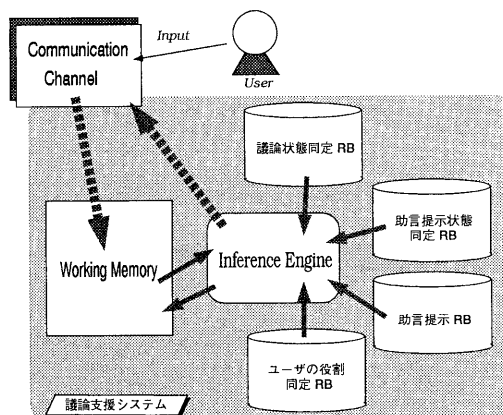 Communication
Channel
Input
User
議論状態同定 RB
助言提示状態
同定 RB
Working Memory
Inference Engine
助言提示 RB
ユーザの役割
同定 RB
議論支援システム